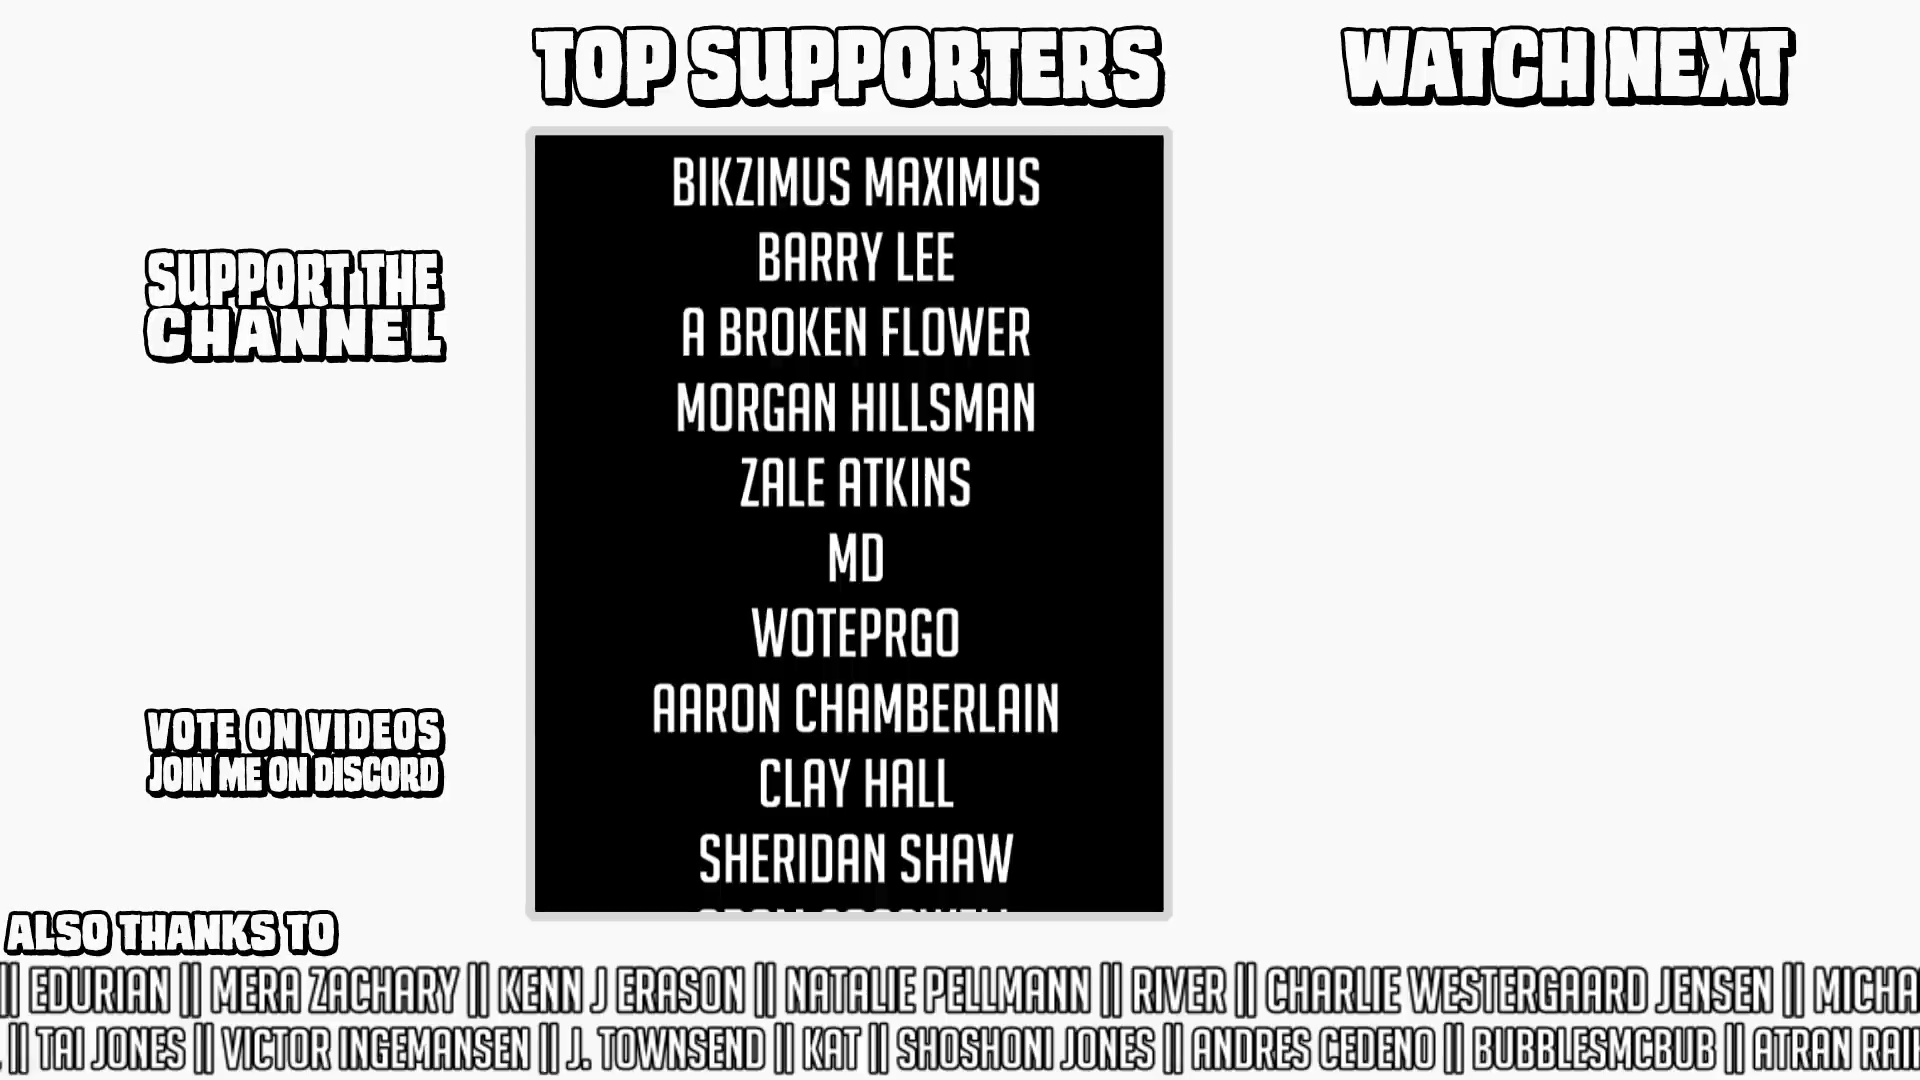 TOP SUPPORTERS
WATCH NEXT
BIKZIMUS MAXIMUS
BARRY LEE
A BROKEN FLOWER
MORGAN HILLSMAN
ZALE ATKINS
MD
WOTEPRGO
AARON CHAMBERLAIN
CLAY HALL
SHERIDAN SHAW
SUPPORT THE
CHANNEL
VOTE ON VIDEOS
JOIN ME ON DISCORD
ALSO THANKS TO
|| EDURIAN || MERA ZACHARY || KENN J ERASON || NATALIE PELLMANN || RIVER || CHARLIE WESTERGAARD JENSEN || MICHA
|| TAI JONES || VICTOR INGEMANSEN || J. TOWNSEND || KAT || SHOSHONI JONES || ANDRES CEDENO || BUBBLESMCBUB || ATRAN